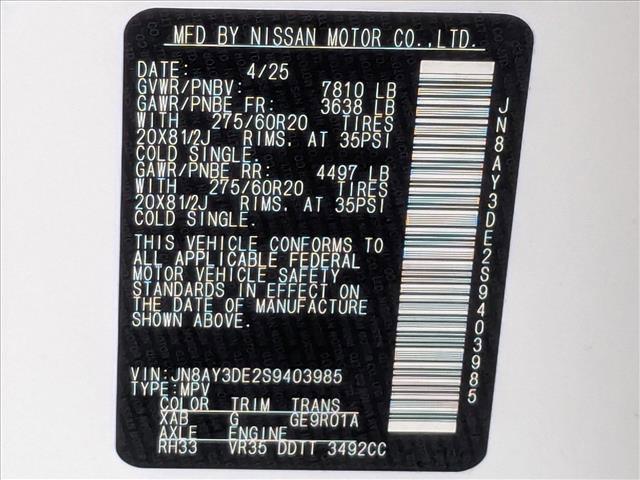 MFD BY NISSAN MOTOR CO.,LTD.
DATE: 4/25
GVWR/PNBV: 7810 LB
GAWR/PNBE FR: 3638 LB
WITH 275/60R20 TIRES
20X81/2J RIMS, AT 35PSI
COLD SINGLE.
GAWR/PNBE RR: 4497 LB
WITH 275/60R20 TIRES
20X81/2J RIMS, AT 35PSI
COLD SINGLE.
THIS VEHICLE CONFORMS TO
ALL APPLICABLE FEDERAL
MOTOR VEHICLE SAFETY
STANDARDS IN EFFECT ON
THE DATE OF MANUFACTURE
SHOWN ABOVE.
VIN:JN8AY3DE2S9403985
TYPE:MPV
COLOR TRIM TRANS
XAB G GE9R01A
AXLE ENGINE
RH33 VR35 DDTT 3492CC
JN8AY3DE2S9403985